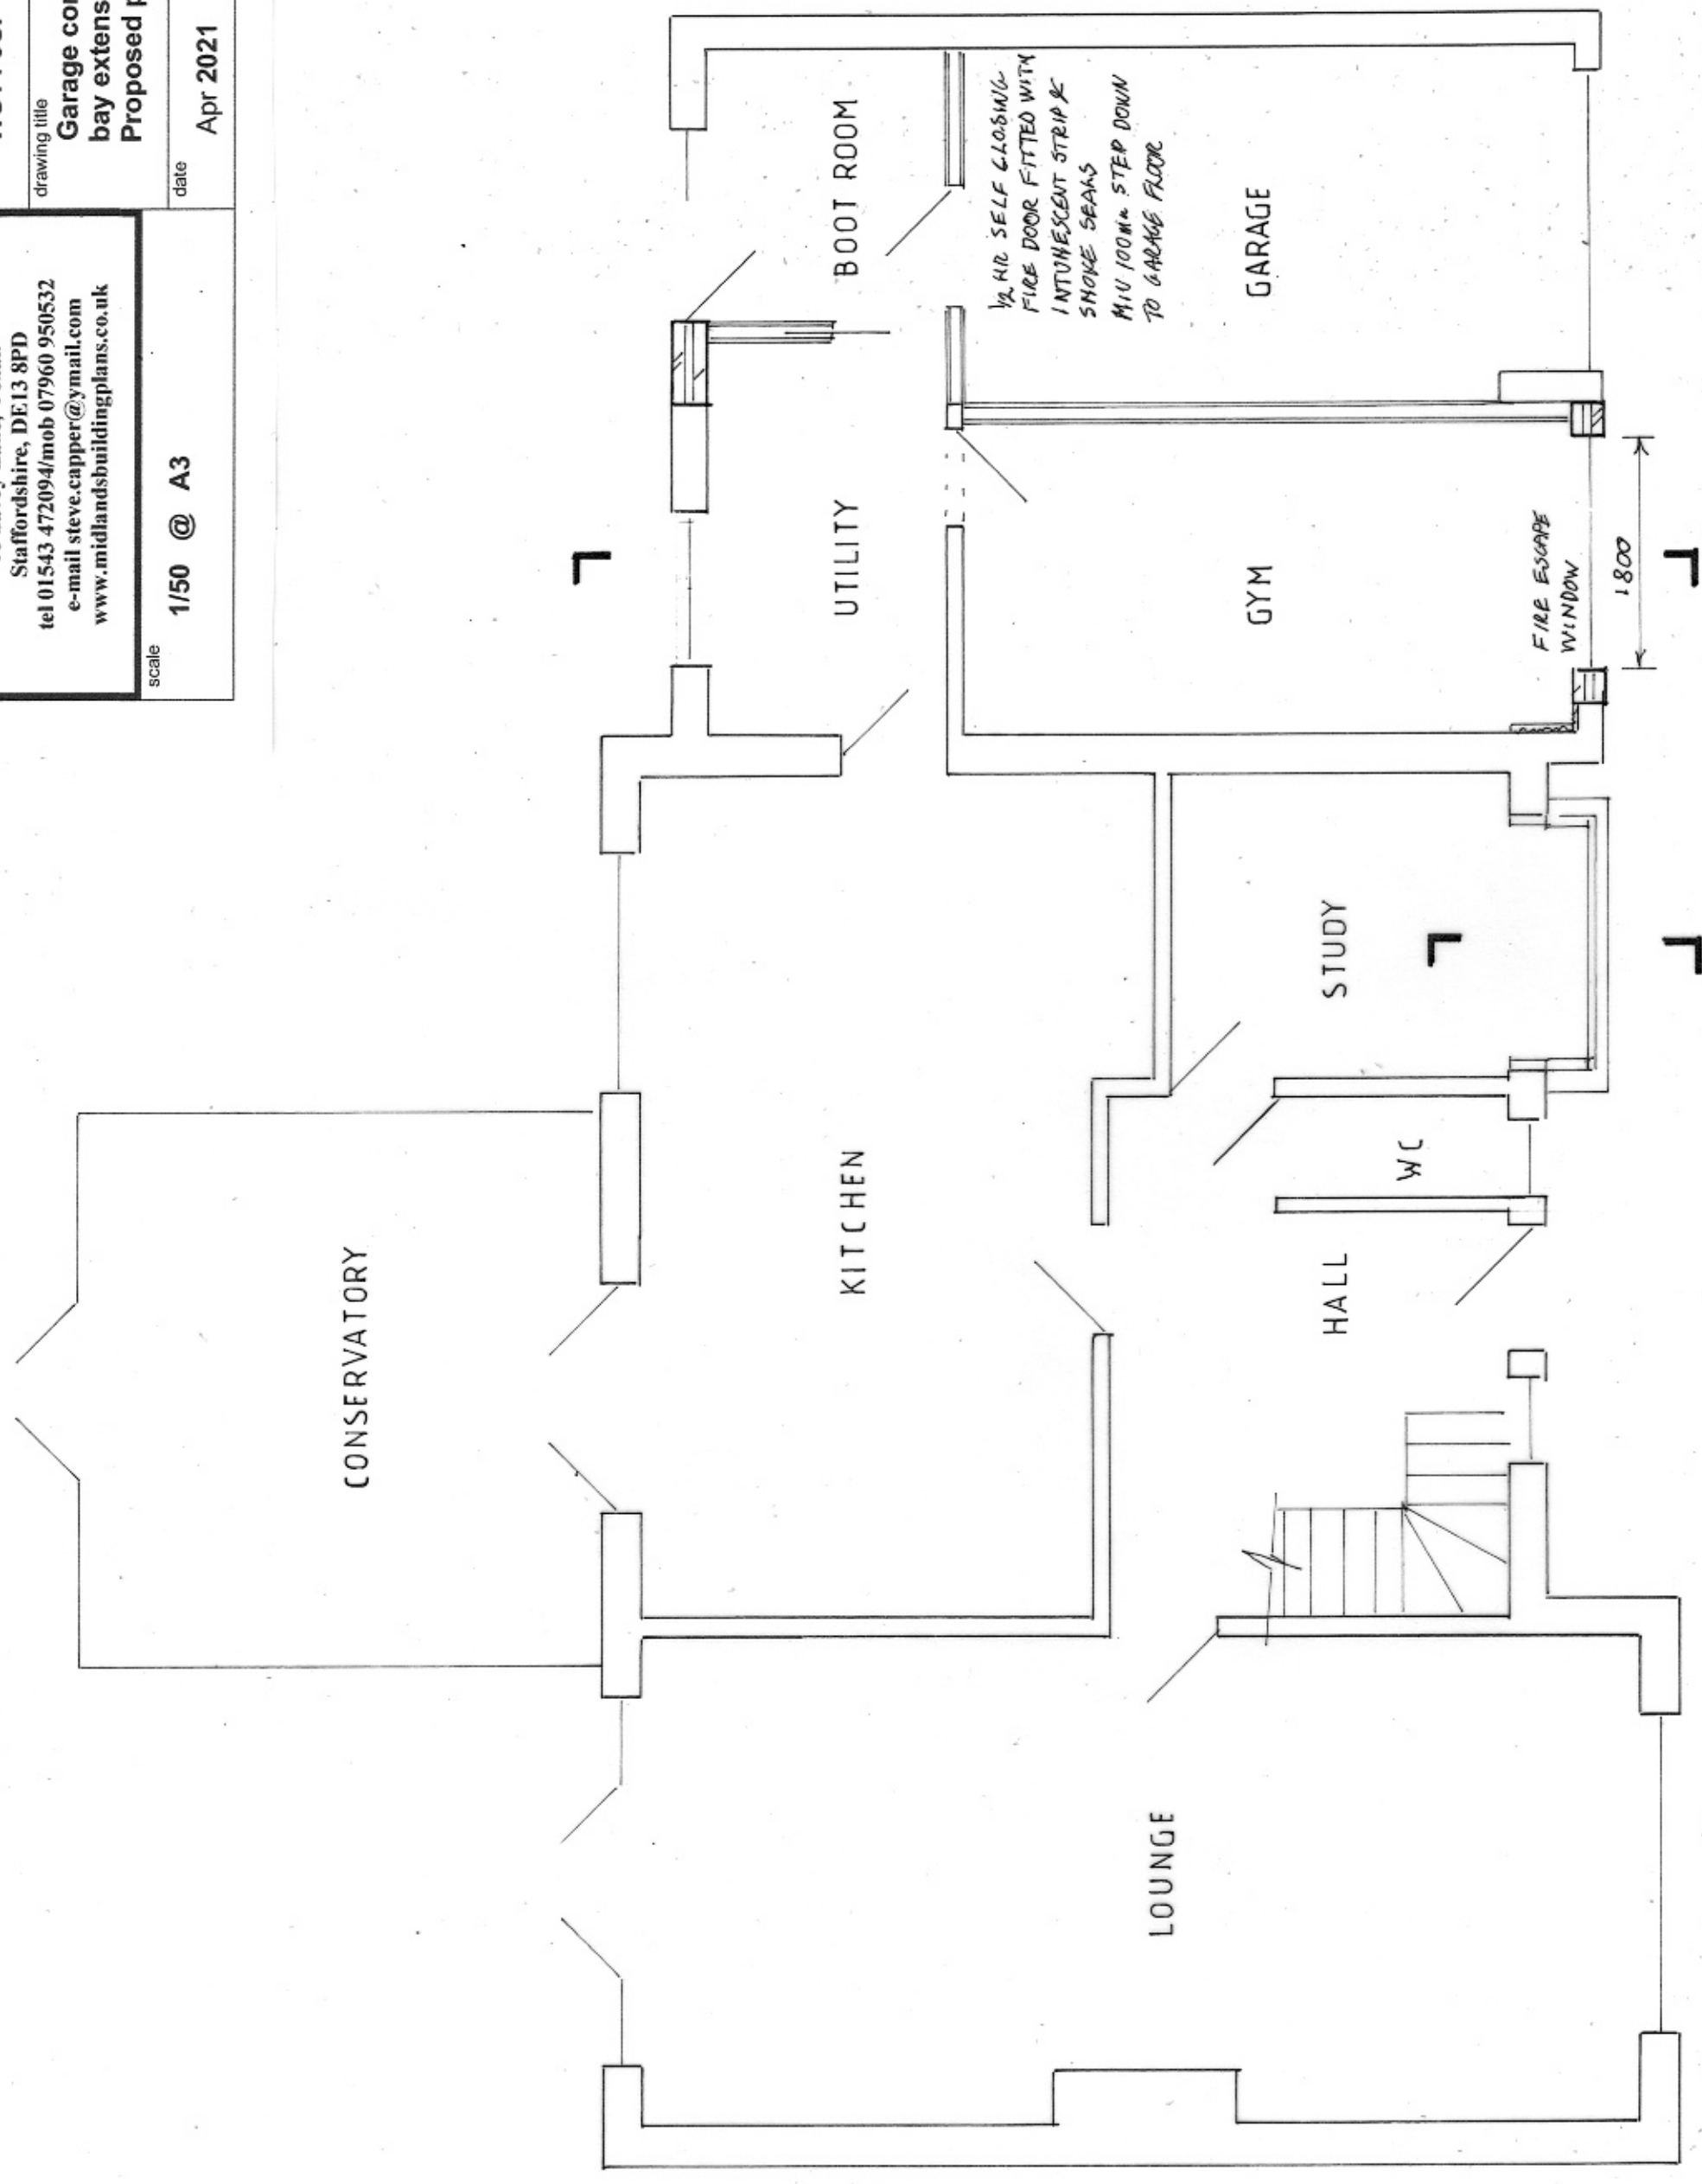 Staffordshire, DE13 8PD
tel 01543 472094/mob 07960 950532
e-mail steve.capper@ymail.com
www.midlandsbuildingplans.co.uk
drawing title
Garage
bay
Proposed
scale
1/50 @ A3
date
Apr 2021
CONSERVATORY
LOUNGE
KITCHEN
HALL
WC
STUDY
UTILITY
BOOT ROOM
GYM
GARAGE
1/2 HR SELF CLOSING
FIRE DOOR FITTED WITH
INTUMESCENT STRIP &
SMOKE SEALS
MIN 100mm STEP DOWN
TO GARAGE FLOOR
FIRE ESCAPE
WINDOW
1800